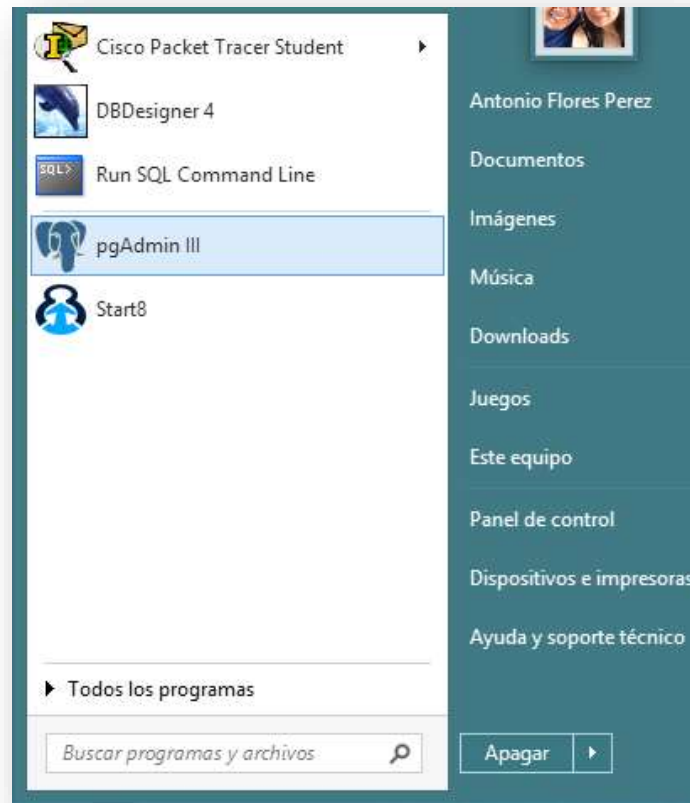 Cisco Packet Tracer Student
DBDesigner 4
SQL>
Run SQL Command Line
pgAdmin III
Start8
Todos los programas
Buscar programas y archivos
Antonio Flores Perez
Documentos
Imágenes
Música
Downloads
Juegos
Este equipo
Panel de control
Dispositivos e impresoras
Ayuda y soporte técnico
Apagar